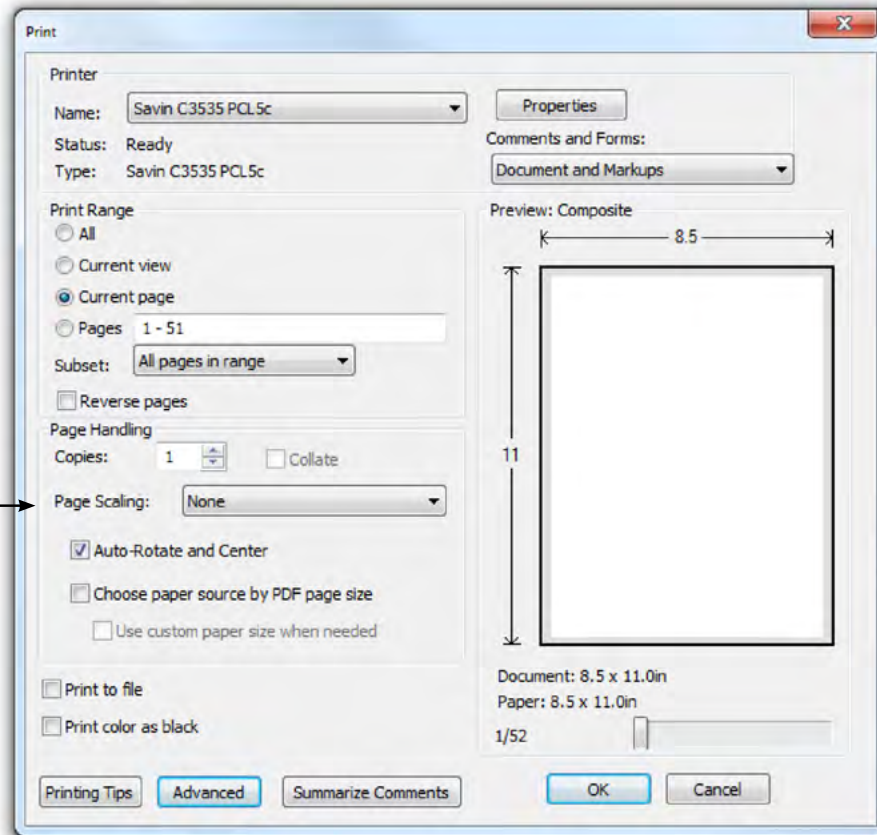 Print
Printer
Name: Savin C3535 PCL5c
Properties
Status: Ready
Comments and Forms:
Type: Savin C3535 PCL5c
Document and Markups
Print Range
All
Current view
Current page
Pages 1 - 51
Subset: All pages in range
Reverse pages
Page Handling
Copies: 1 Collate
Page Scaling: None
Auto-Rotate and Center
Choose paper source by PDF page size
Use custom paper size when needed
Print to file
Print color as black
Preview: Composite
8.5
11
Document: 8.5 x 11.0in
Paper: 8.5 x 11.0in
1/52
Printing Tips Advanced Summarize Comments OK Cancel